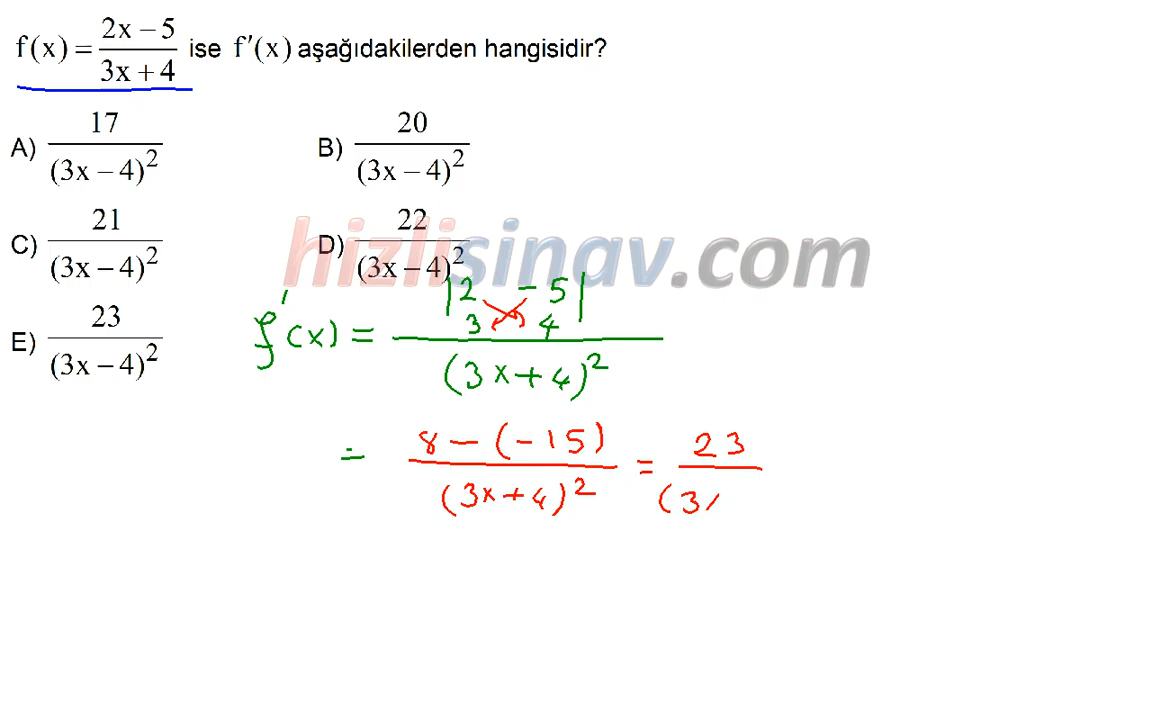 f(x) = (2x – 5)/(3x + 4) ise f′(x) aşağıdakilerden hangisidir?
A) 17/(3x – 4)² B) 20/(3x – 4)²
C) 21/(3x – 4)² D) 22/(3x – 4)²
hizlisinav.com
E) 23/(3x – 4)²
f'(x) = |2 -5|
3 4
(3x+4)²
= 8 - (-15) / (3x+4)² = 23 / (3